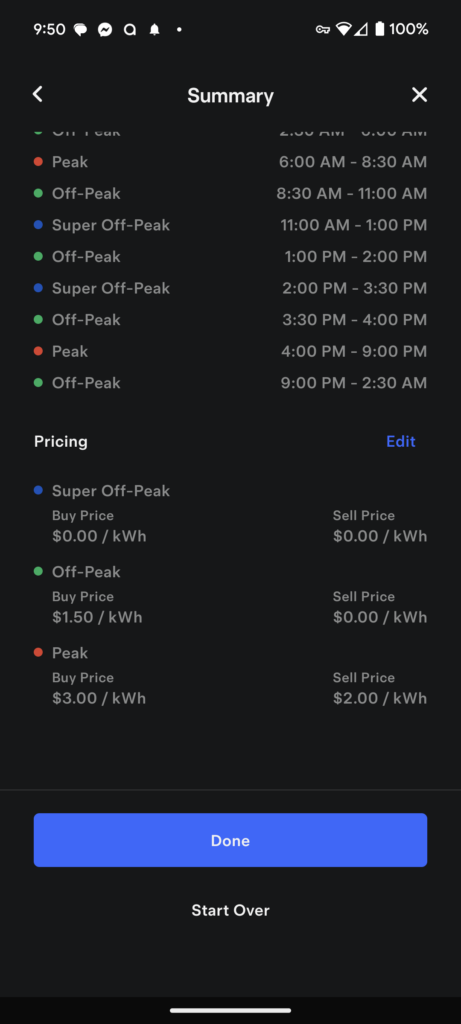 9:50 100%
Summary
Off-Peak
Peak 6:00 AM - 8:30 AM
Off-Peak 8:30 AM - 11:00 AM
Super Off-Peak 11:00 AM - 1:00 PM
Off-Peak 1:00 PM - 2:00 PM
Super Off-Peak 2:00 PM - 3:30 PM
Off-Peak 3:30 PM - 4:00 PM
Peak 4:00 PM - 9:00 PM
Off-Peak 9:00 PM - 2:30 AM
Pricing Edit
Super Off-Peak
Buy Price Sell Price
$0.00 / kWh $0.00 / kWh
Off-Peak
Buy Price Sell Price
$1.50 / kWh $0.00 / kWh
Peak
Buy Price Sell Price
$3.00 / kWh $2.00 / kWh
Done
Start Over